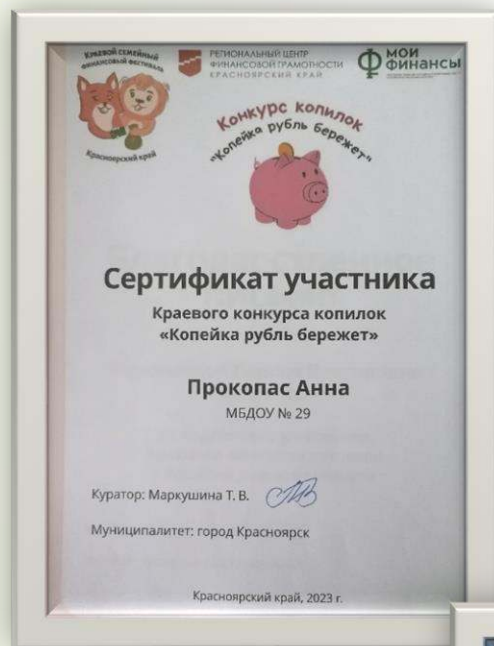 Краевой семейный
финансовый фестиваль
Красноярский край
РЕГИОНАЛЬНЫЙ ЦЕНТР
ФИНАНСОВОЙ ГРАМОТНОСТИ
КРАСНОЯРСКИЙ КРАЙ
МОИ
ФИНАНСЫ
Конкурс копилок
"Копейка рубль бережет"
Сертификат участника
Краевого конкурса копилок
«Копейка рубль бережет»
Прокопас Анна
МБДОУ № 29
Куратор: Маркушина Т. В.
Муниципалитет: город Красноярск
Красноярский край, 2023 г.